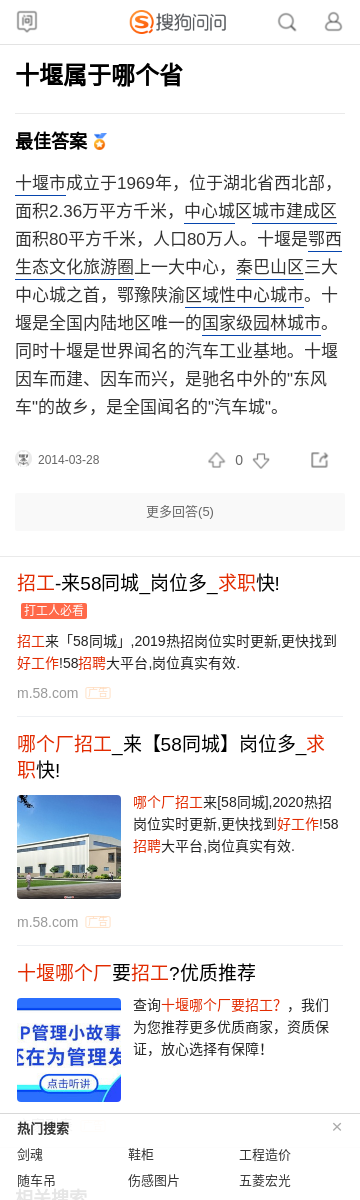 问
搜狗问问
十堰属于哪个省
最佳答案
十堰市成立于1969年，位于湖北省西北部，
面积2.36万平方千米，中心城区城市建成区
面积80平方千米，人口80万人。十堰是鄂西
生态文化旅游圈上一大中心，秦巴山区三大
中心城之首，鄂豫陕渝区域性中心城市。十
堰是全国内陆地区唯一的国家级园林城市。
同时十堰是世界闻名的汽车工业基地。十堰
因车而建、因车而兴，是驰名中外的"东风
车"的故乡，是全国闻名的"汽车城"。
2014-03-28
0
更多回答(5)
招工-来58同城_岗位多_求职快!
打工人必看
招工来「58同城」,2019热招岗位实时更新,更快找到
好工作!58招聘大平台,岗位真实有效.
m.58.com 广告
哪个厂招工_来【58同城】岗位多_求
职快!
哪个厂招工来[58同城],2020热招
岗位实时更新,更快找到好工作!58
招聘大平台,岗位真实有效.
m.58.com 广告
十堰哪个厂要招工?优质推荐
查询十堰哪个厂要招工？，我们
为您推荐更多优质商家，资质保
证，放心选择有保障！
P管理小故事
还在为管理发
点击听讲
热门搜索
剑魂 鞋柜 工程造价
随车吊 伤感图片 五菱宏光
相关搜索